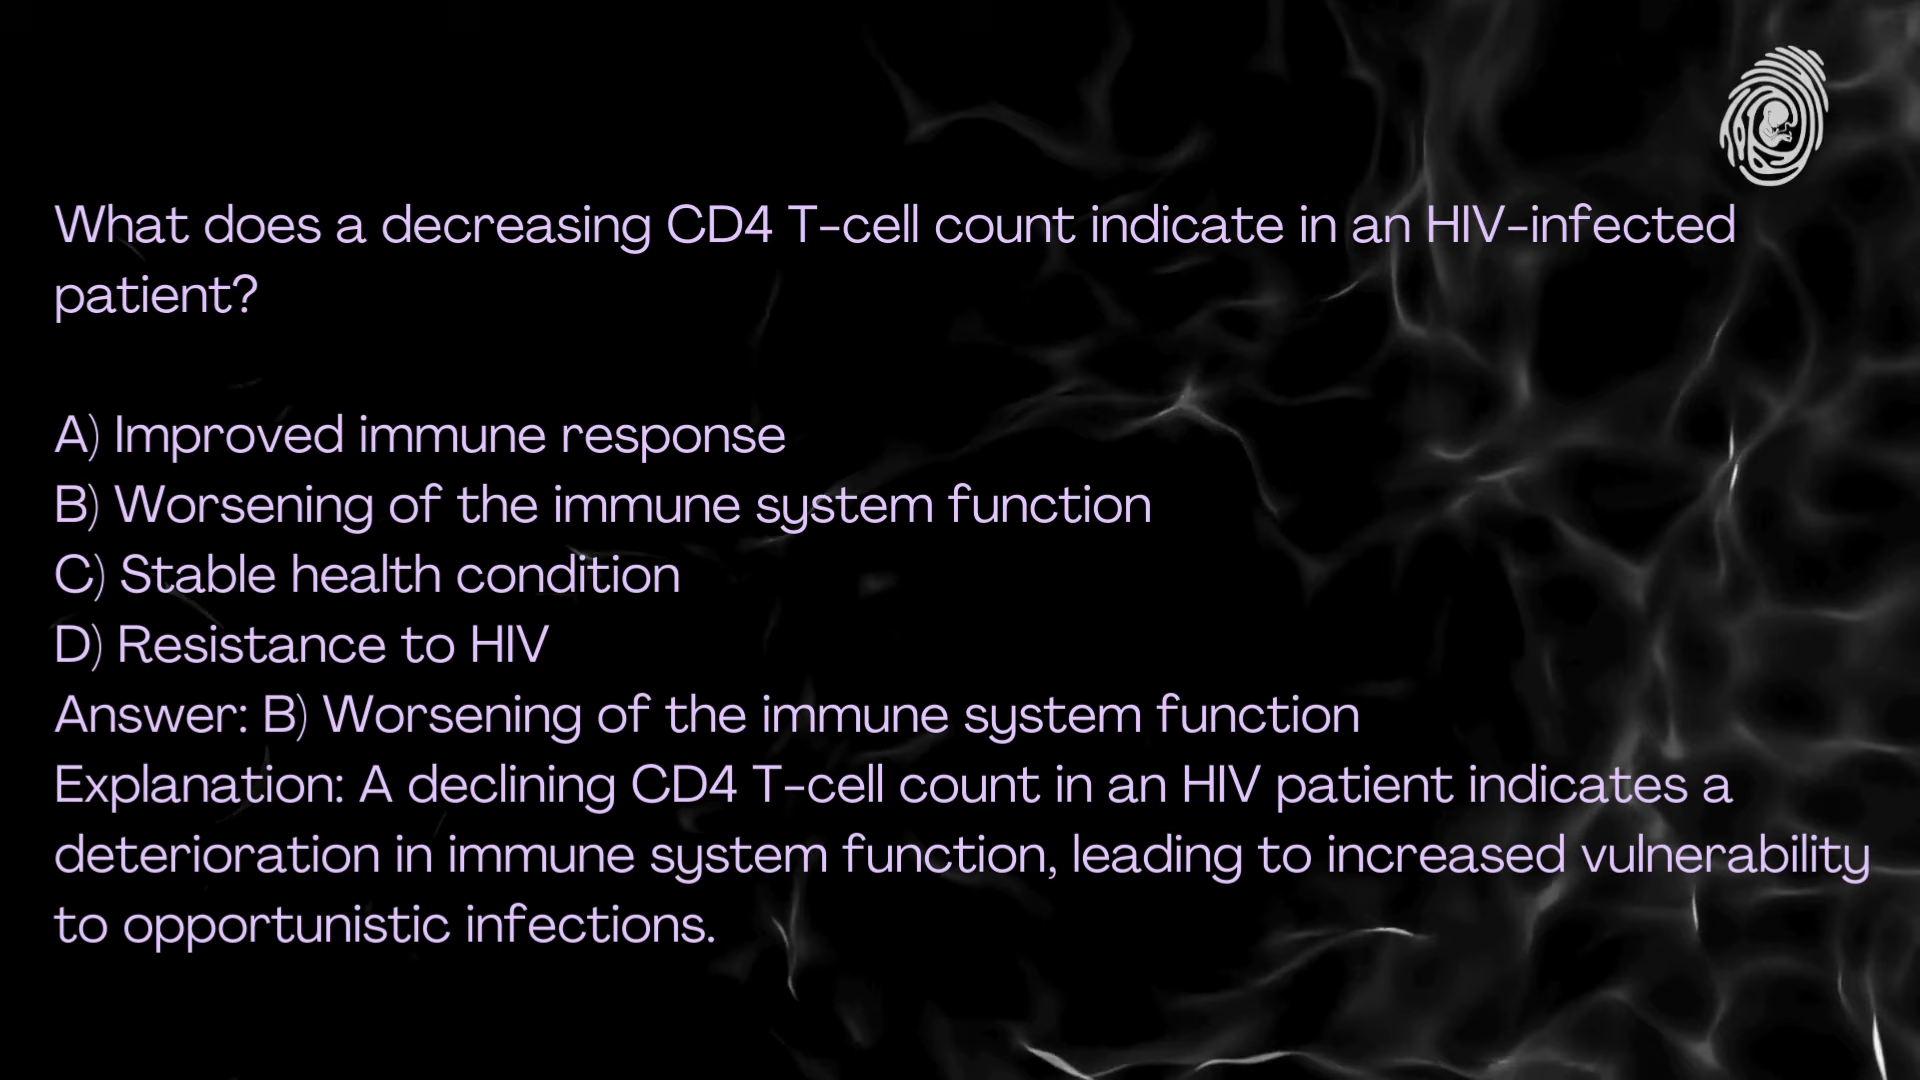 What does a decreasing CD4 T-cell count indicate in an HIV-infected
patient?
A) Improved immune response
B) Worsening of the immune system function
C) Stable health condition
D) Resistance to HIV
Answer: B) Worsening of the immune system function
Explanation: A declining CD4 T-cell count in an HIV patient indicates a
deterioration in immune system function, leading to increased vulnerability
to opportunistic infections.